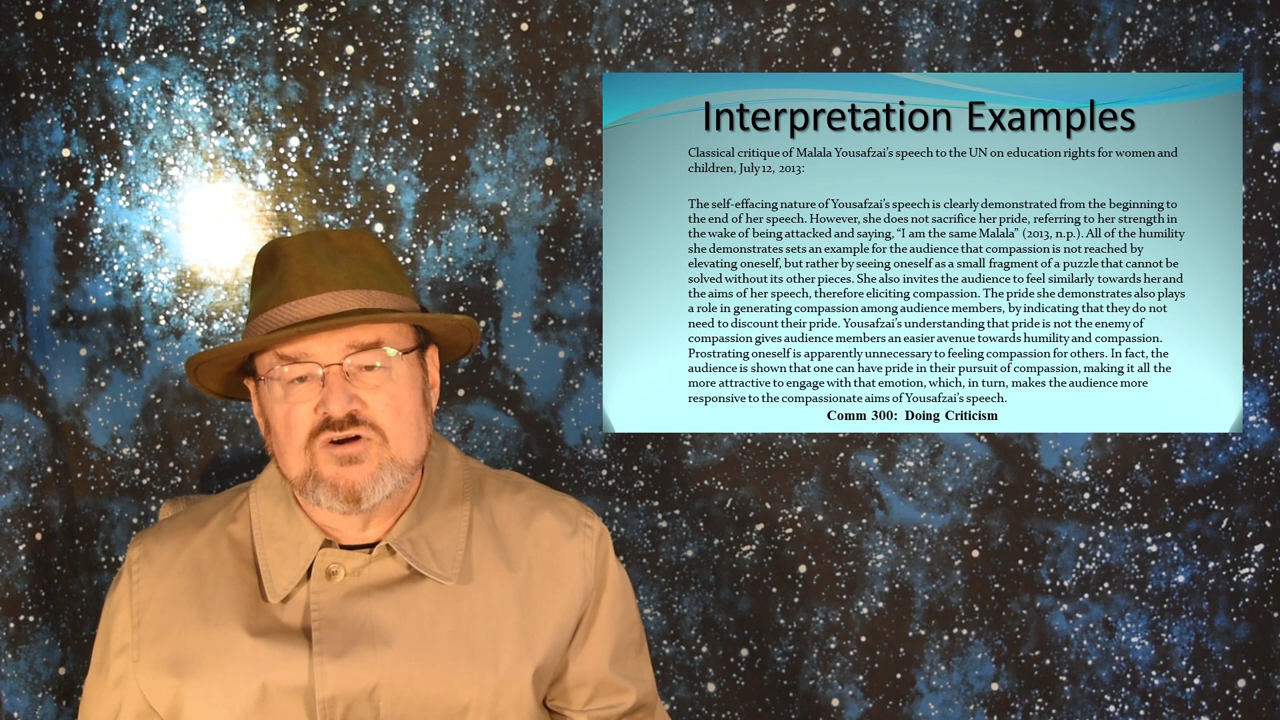 Interpretation Examples
Classical critique of Malala Yousafzai's speech to the UN on education rights for women and
children, July 12, 2013:
The self-effacing nature of Yousafzai's speech is clearly demonstrated from the beginning to
the end of her speech. However, she does not sacrifice her pride, referring to her strength in
the wake of being attacked and saying, “I am the same Malala” (2013, n.p.). All of the humility
she demonstrates sets an example for the audience that compassion is not reached by
elevating oneself, but rather by seeing oneself as a small fragment of a puzzle that cannot be
solved without its other pieces. She also invites the audience to feel similarly towards her and
the aims of her speech, therefore eliciting compassion. The pride she demonstrates also plays
a role in generating compassion among audience members, by indicating that they do not
need to discount their pride. Yousafzai's understanding that pride is not the enemy of
compassion gives audience members an easier avenue towards humility and compassion.
Prostrating oneself is apparently unnecessary to feeling compassion for others. In fact, the
audience is shown that one can have pride in their pursuit of compassion, making it all the
more attractive to engage with that emotion, which, in turn, makes the audience more
responsive to the compassionate aims of Yousafzai's speech.
Comm 300: Doing Criticism